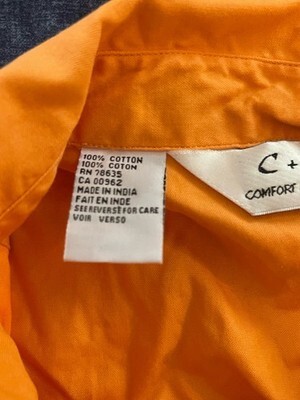 100% COTTON
100% COTON
RN 78635
CA 00962
MADE IN INDIA
FAIT EN INDE
SEE REVERSE FOR CARE
VOIR VERSO
C +
COMFORT